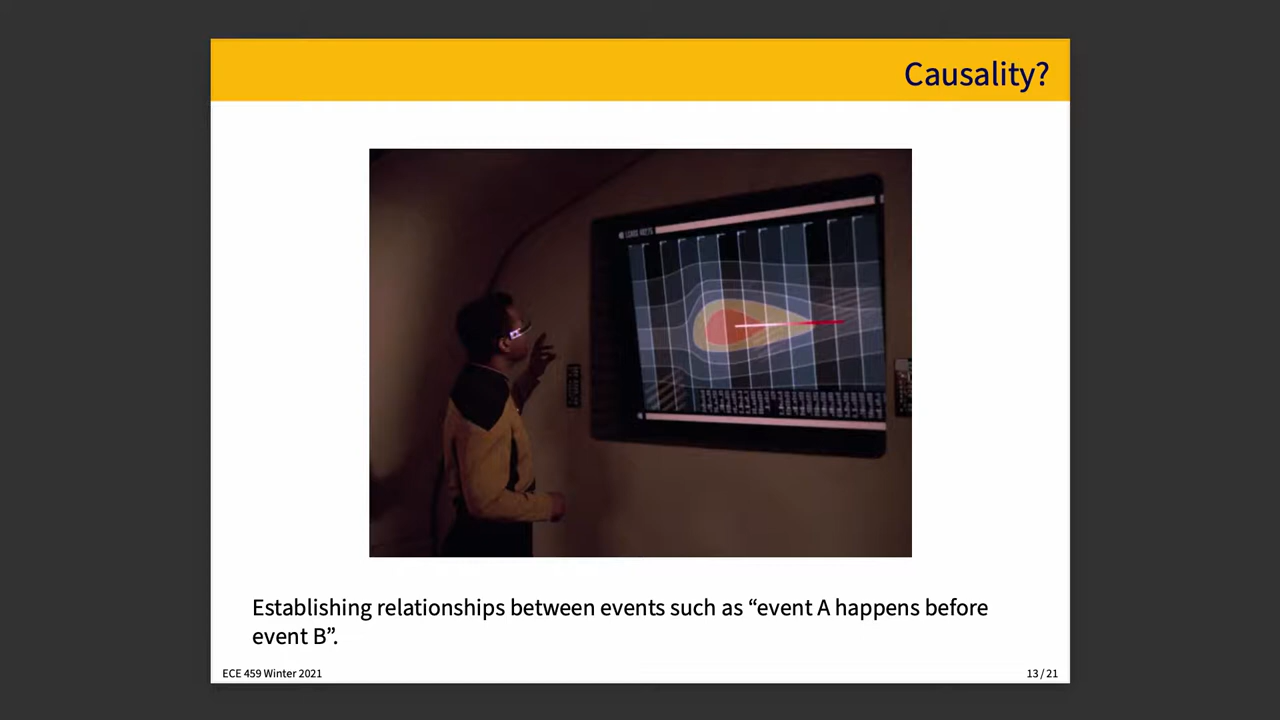 Causality?
Establishing relationships between events such as “event A happens before
event B”.
ECE 459 Winter 2021
13 / 21